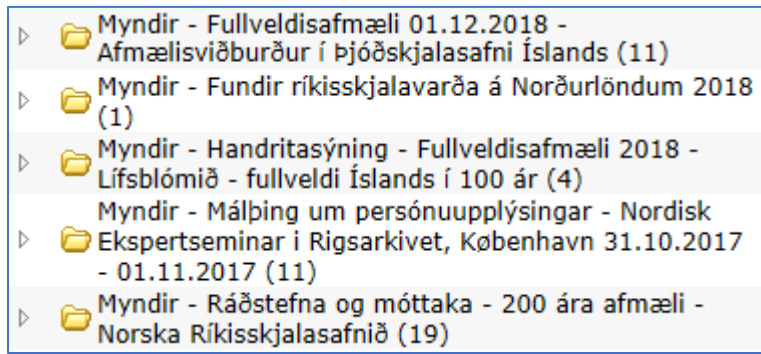 Myndir - Fullveldisafmæli 01.12.2018 -
Afmælisviðburður í Þjóðskjalasafni Íslands (11)
Myndir - Fundir ríkisskjalavarða á Norðurlöndum 2018
(1)
Myndir - Handritasýning - Fullveldisafmæli 2018 -
Lífsblómið - fullveldi Íslands í 100 ár (4)
Myndir - Málþing um persónuupplýsingar - Nordisk
Ekspertseminar i Rigsarkivet, København 31.10.2017
- 01.11.2017 (11)
Myndir - Ráðstefna og móttaka - 200 ára afmæli -
Norska Ríkisskjalasafnið (19)